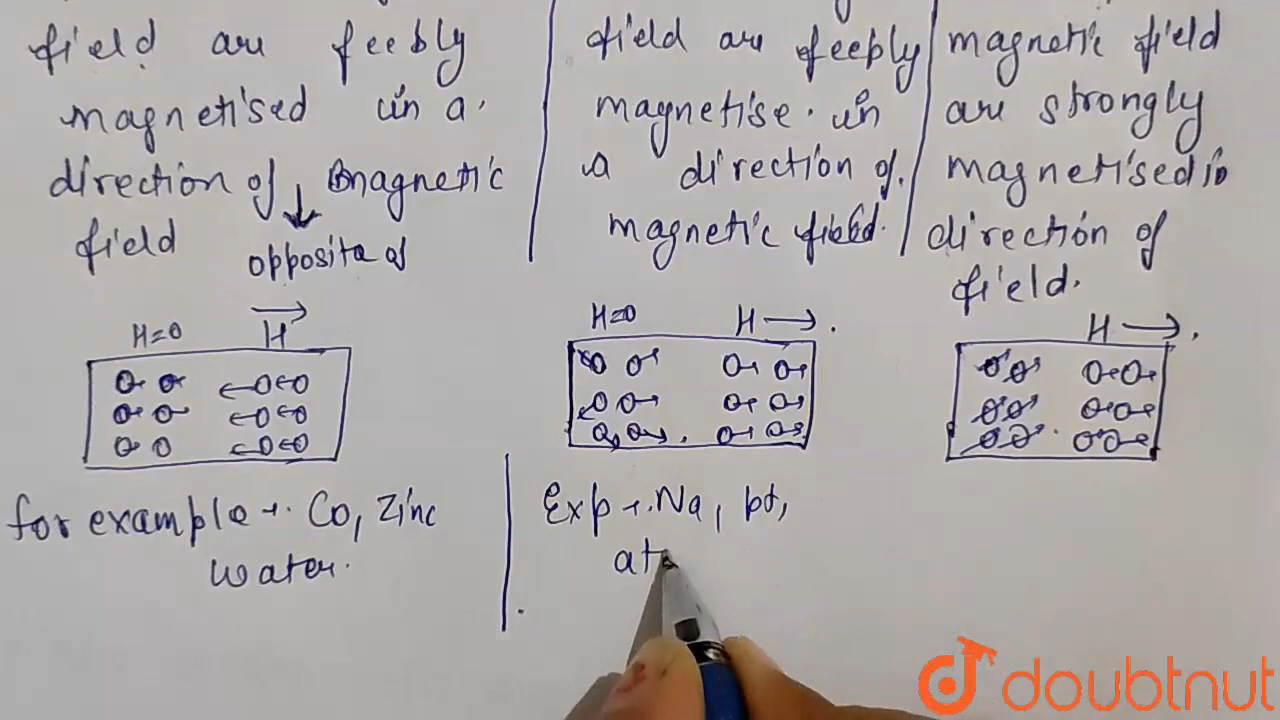 field are feebly
magnetised in a
direction of magnetic
field
opposite of
field are feebly
magnetise in
a direction of
magnetic field.
magnetic field
are strongly
magnetised in
direction of
field.
H=0 H
H=0 H
H
for example Co, Zinc
water.
Exp Na, pt,
at
doubtnut